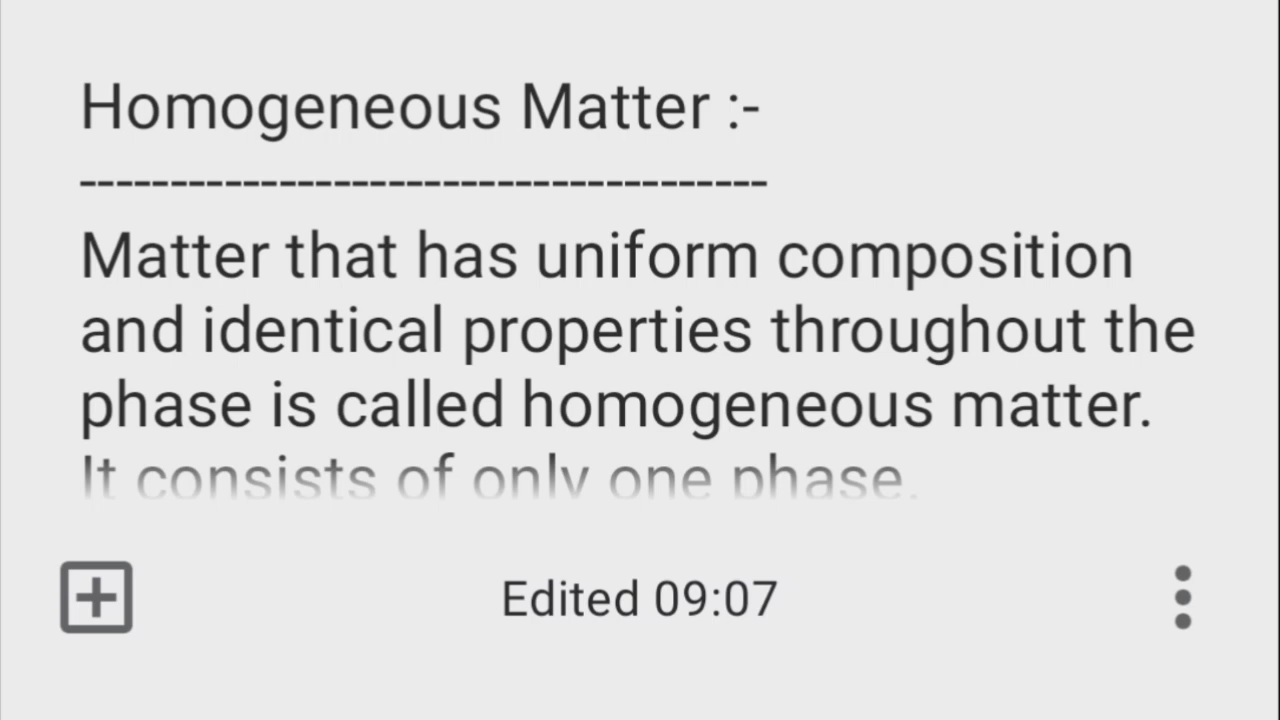 Homogeneous Matter :-
--------------------------------------
Matter that has uniform composition
and identical properties throughout the
phase is called homogeneous matter.
It consists of only one phase.
Edited 09:07